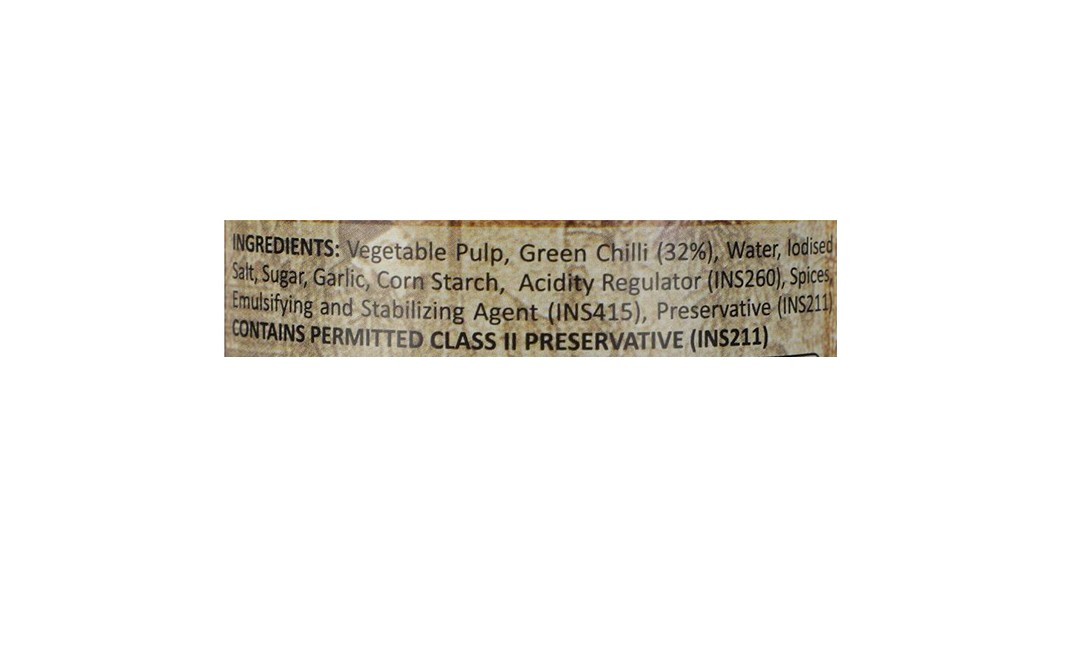 INGREDIENTS: Vegetable Pulp, Green Chilli (32%), Water, Iodised
Salt, Sugar, Garlic, Corn Starch, Acidity Regulator (INS260), Spices,
Emulsifying and Stabilizing Agent (INS415), Preservative (INS211)
CONTAINS PERMITTED CLASS II PRESERVATIVE (INS211)